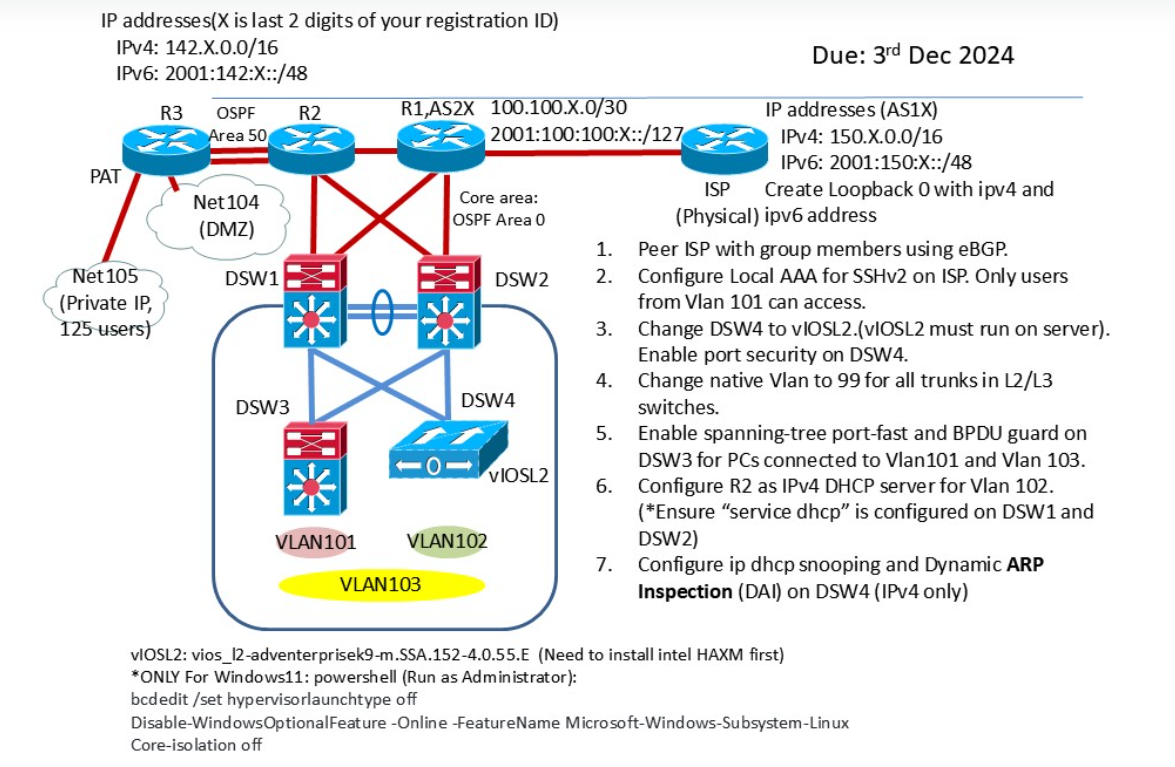 IP addresses(X is last 2 digits of your registration ID)
IPv4: 142.X.0.0/16
IPv6: 2001:142:X::/48
Due: 3rd Dec 2024
R3
OSPF
Area 50
R2
R1,AS2X
100.100.X.0/30
2001:100:100:X::/127
IP addresses (AS1X)
IPv4: 150.X.0.0/16
IPv6: 2001:150:X::/48
ISP
(Physical)
Create Loopback 0 with ipv4 and
ipv6 address
PAT
Net104
(DMZ)
Core area:
OSPF Area 0
Net105
(Private IP,
125 users)
DSW1
DSW2
DSW3
DSW4
vIOSL2
VLAN101
VLAN102
VLAN103
1. Peer ISP with group members using eBGP.
2. Configure Local AAA for SSHv2 on ISP. Only users
from Vlan 101 can access.
3. Change DSW4 to vIOSL2.(vIOSL2 must run on server).
Enable port security on DSW4.
4. Change native Vlan to 99 for all trunks in L2/L3
switches.
5. Enable spanning-tree port-fast and BPDU guard on
DSW3 for PCs connected to Vlan101 and Vlan 103.
6. Configure R2 as IPv4 DHCP server for Vlan 102.
(*Ensure “service dhcp” is configured on DSW1 and
DSW2)
7. Configure ip dhcp snooping and Dynamic ARP
Inspection (DAI) on DSW4 (IPv4 only)
vIOSL2: vios_l2-adventerprisek9-m.SSA.152-4.0.55.E (Need to install intel HAXM first)
*ONLY For Windows11: powershell (Run as Administrator):
bcdedit /set hypervisorlaunchtype off
Disable-WindowsOptionalFeature -Online -FeatureName Microsoft-Windows-Subsystem-Linux
Core-isolation off